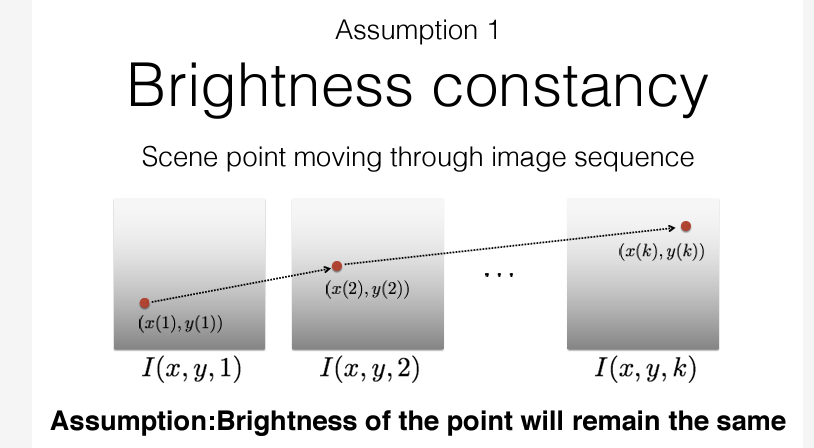 Assumption 1
Brightness constancy
Scene point moving through image sequence
(x(k), y(k))
(x(2), y(2))
...
(x(1), y(1))
I(x, y, 1)
I(x, y, 2)
I(x, y, k)
Assumption:Brightness of the point will remain the same